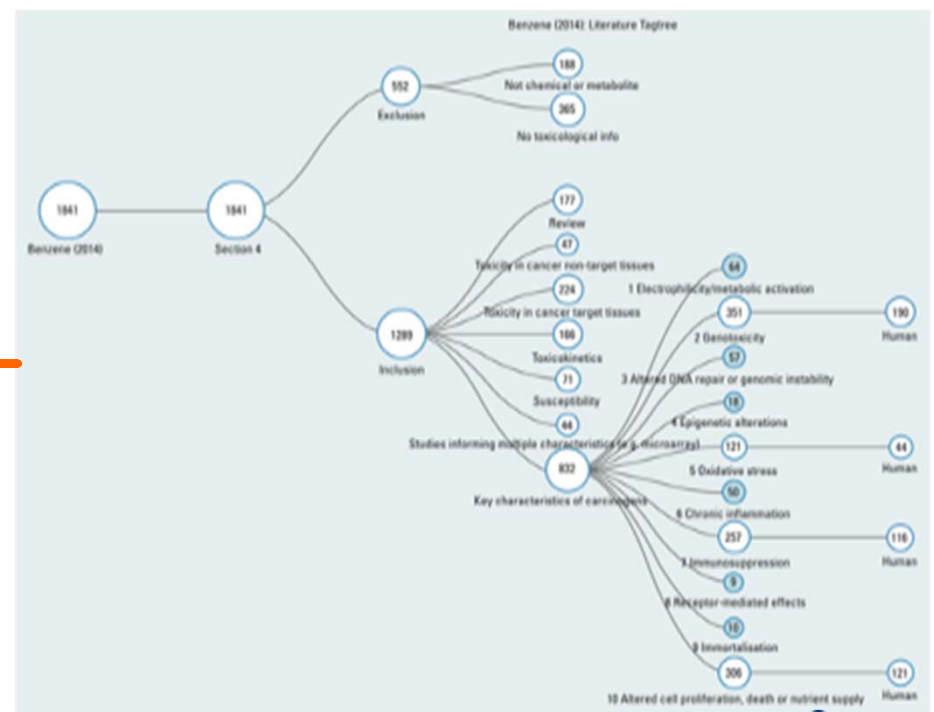 Benzene (2014): Literature Tagtree
188
Not chemical or metabolite
552
Exclusion
365
No toxicological info
1841
Benzene (2014)
1841
Section 4
177
Review
47
Toxicity in cancer non-target tissues
224
Toxicity in cancer target tissues
1289
Inclusion
166
Toxicokinetics
71
Susceptibility
44
Studies informing multiple characteristics (e.g. microarray)
832
Key characteristics of carcinogens
64
1 Electrophilicity/metabolic activation
351
2 Genotoxicity
190
Human
57
3 Altered DNA repair or genomic instability
18
4 Epigenetic alterations
121
5 Oxidative stress
44
Human
50
6 Chronic inflammation
257
7 Immunosuppression
116
Human
9
8 Receptor-mediated effects
10
9 Immortalisation
306
10 Altered cell proliferation, death or nutrient supply
121
Human